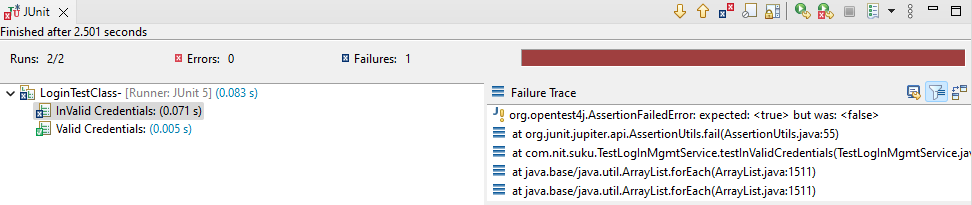 JUnit
Finished after 2.501 seconds
Runs: 2/2 Errors: 0 Failures: 1
LoginTestClass- [Runner: JUnit 5] (0.083 s)
InValid Credentials: (0.071 s)
Valid Credentials: (0.005 s)
Failure Trace
org.opentest4j.AssertionFailedError: expected: <true> but was: <false>
at org.junit.jupiter.api.AssertionUtils.fail(AssertionUtils.java:55)
at com.nit.suku.TestLogInMgmtService.testInValidCredentials(TestLogInMgmtService.jav
at java.base/java.util.ArrayList.forEach(ArrayList.java:1511)
at java.base/java.util.ArrayList.forEach(ArrayList.java:1511)